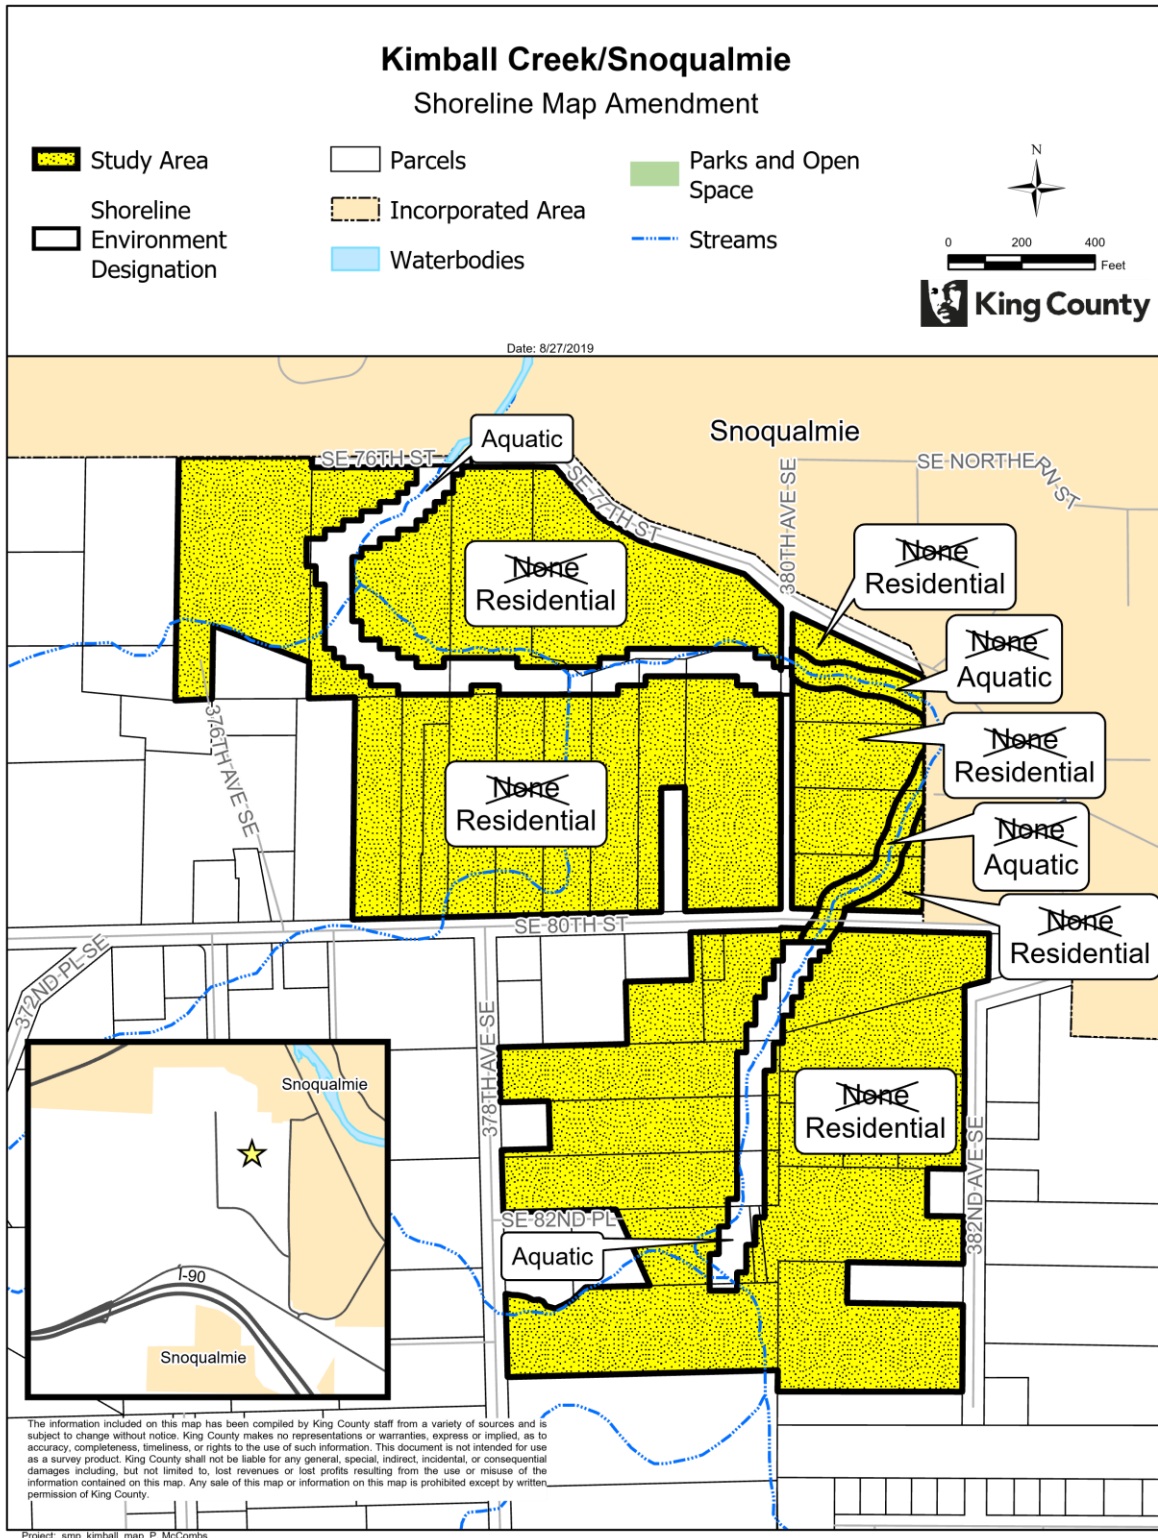 Kimball Creek/Snoqualmie
Shoreline Map Amendment
Study Area
Shoreline
Environment
Designation
Parcels
Incorporated Area
Waterbodies
Parks and Open
Space
Streams
N
0 200 400
Feet
King County
Date: 8/27/2019
Aquatic
Snoqualmie
SE 76TH ST
SE 77TH ST
380TH AVE SE
SE NORTHERN ST
None
Residential
None
Residential
None
Aquatic
376TH AVE SE
None
Residential
None
Residential
None
Aquatic
None
Residential
SE 80TH ST
372ND PL SE
378TH AVE SE
None
Residential
382ND AVE SE
SE 82ND PL
Aquatic
Snoqualmie
I-90
Snoqualmie
The information included on this map has been compiled by King County staff from a variety of sources and is
subject to change without notice. King County makes no representations or warranties, express or implied, as to
accuracy, completeness, timeliness, or rights to the use of such information. This document is not intended for use
as a survey product. King County shall not be liable for any general, special, indirect, incidental, or consequential
damages including, but not limited to, lost revenues or lost profits resulting from the use or misuse of the
information contained on this map. Any sale of this map or information on this map is prohibited except by written
permission of King County.
Project: smp_kimball_map P. McCombs